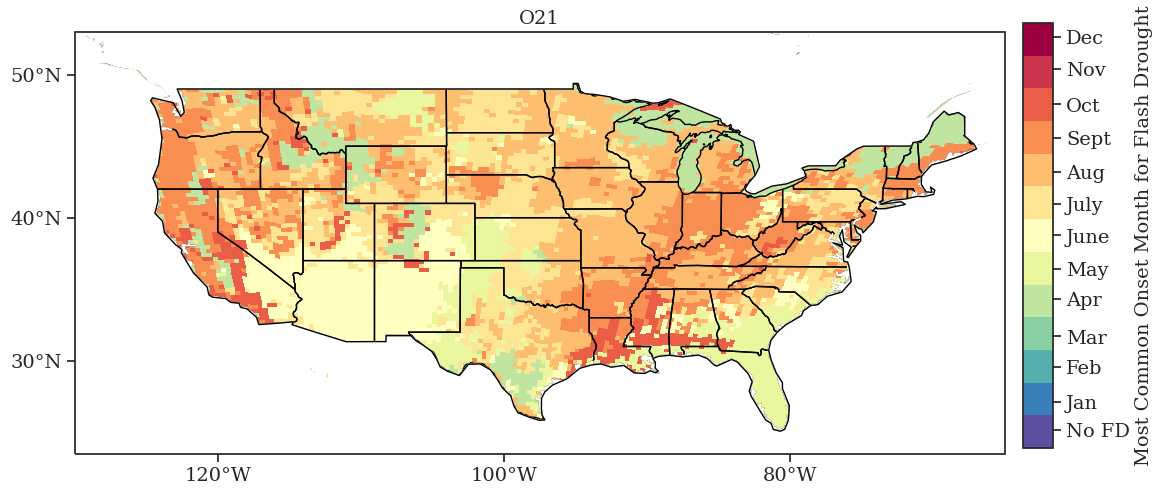 O21
50°N
40°N
30°N
120°W
100°W
80°W
Dec
Nov
Oct
Sept
Aug
July
June
May
Apr
Mar
Feb
Jan
No FD
Most Common Onset Month for Flash Drought